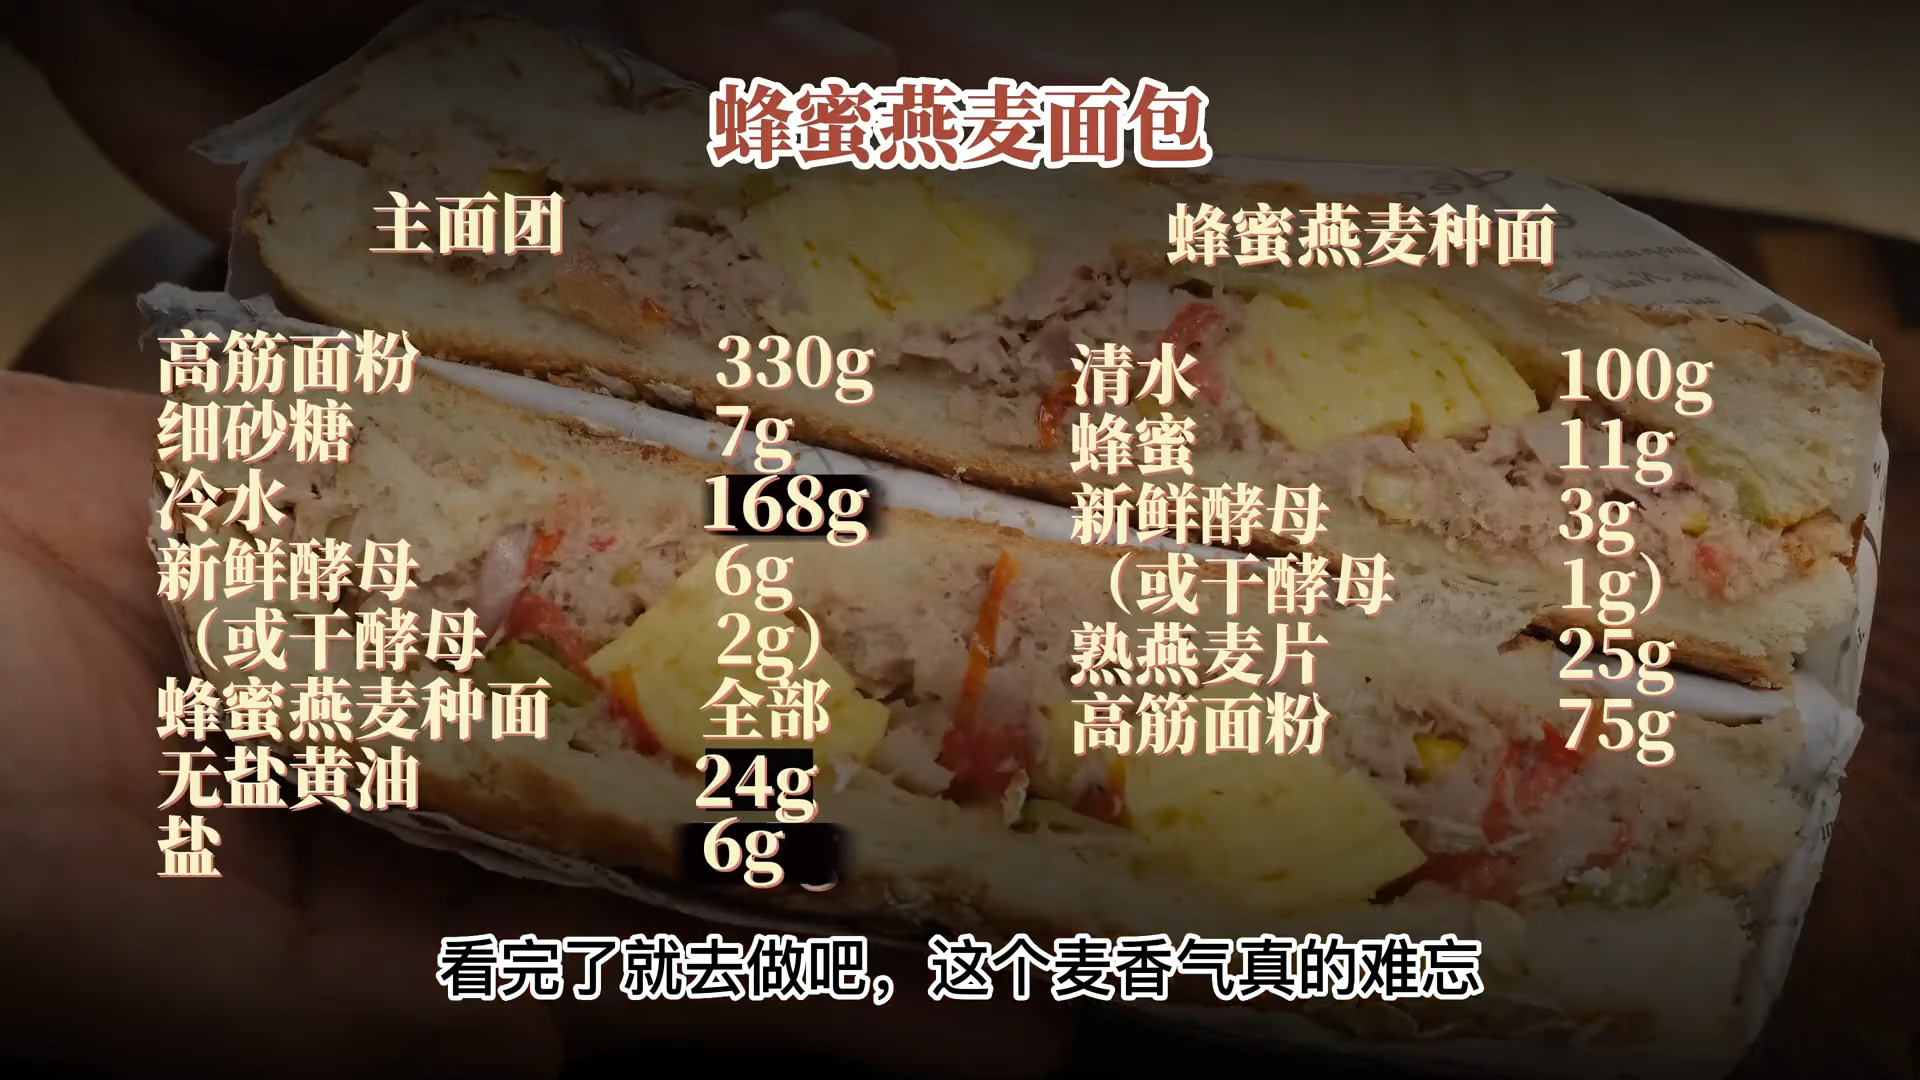 蜂蜜燕麦面包
主面团
高筋面粉 330g
细砂糖 7g
冷水 168g
新鲜酵母 6g
（或干酵母 2g）
蜂蜜燕麦种面 全部
无盐黄油 24g
盐 6g
蜂蜜燕麦种面
清水 100g
蜂蜜 11g
新鲜酵母 3g
（或干酵母 1g）
熟燕麦片 25g
高筋面粉 75g
看完了就去做吧，这个麦香气真的难忘